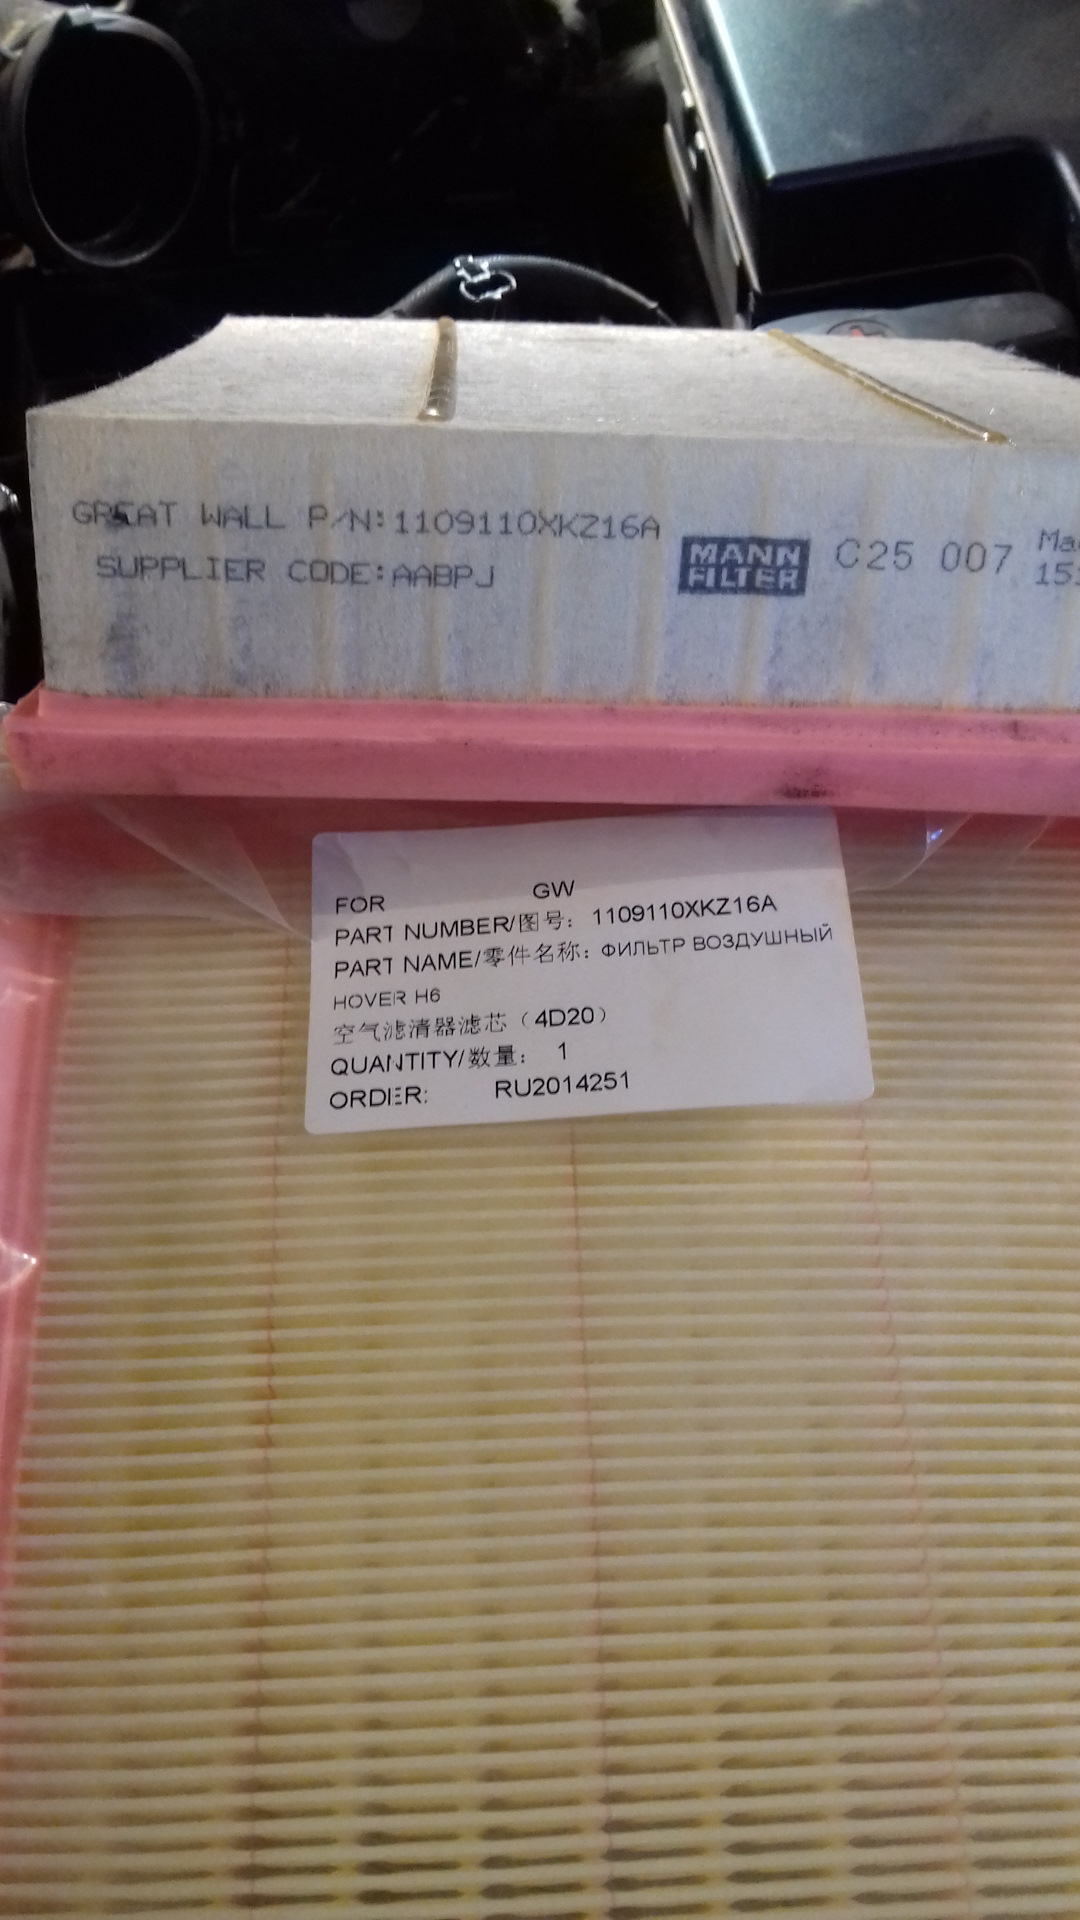 GREAT WALL P/N:1109110XKZ16A
SUPPLIER CODE:AABPJ
MANN
FILTER
C25 007
FOR GW
PART NUMBER/图号: 1109110XKZ16A
PART NAME/零件名称: ФИЛЬТР ВОЗДУШНЫЙ
HOVER H6
空气滤清器滤芯（4D20）
QUANTITY/数量: 1
ORDER: RU2014251